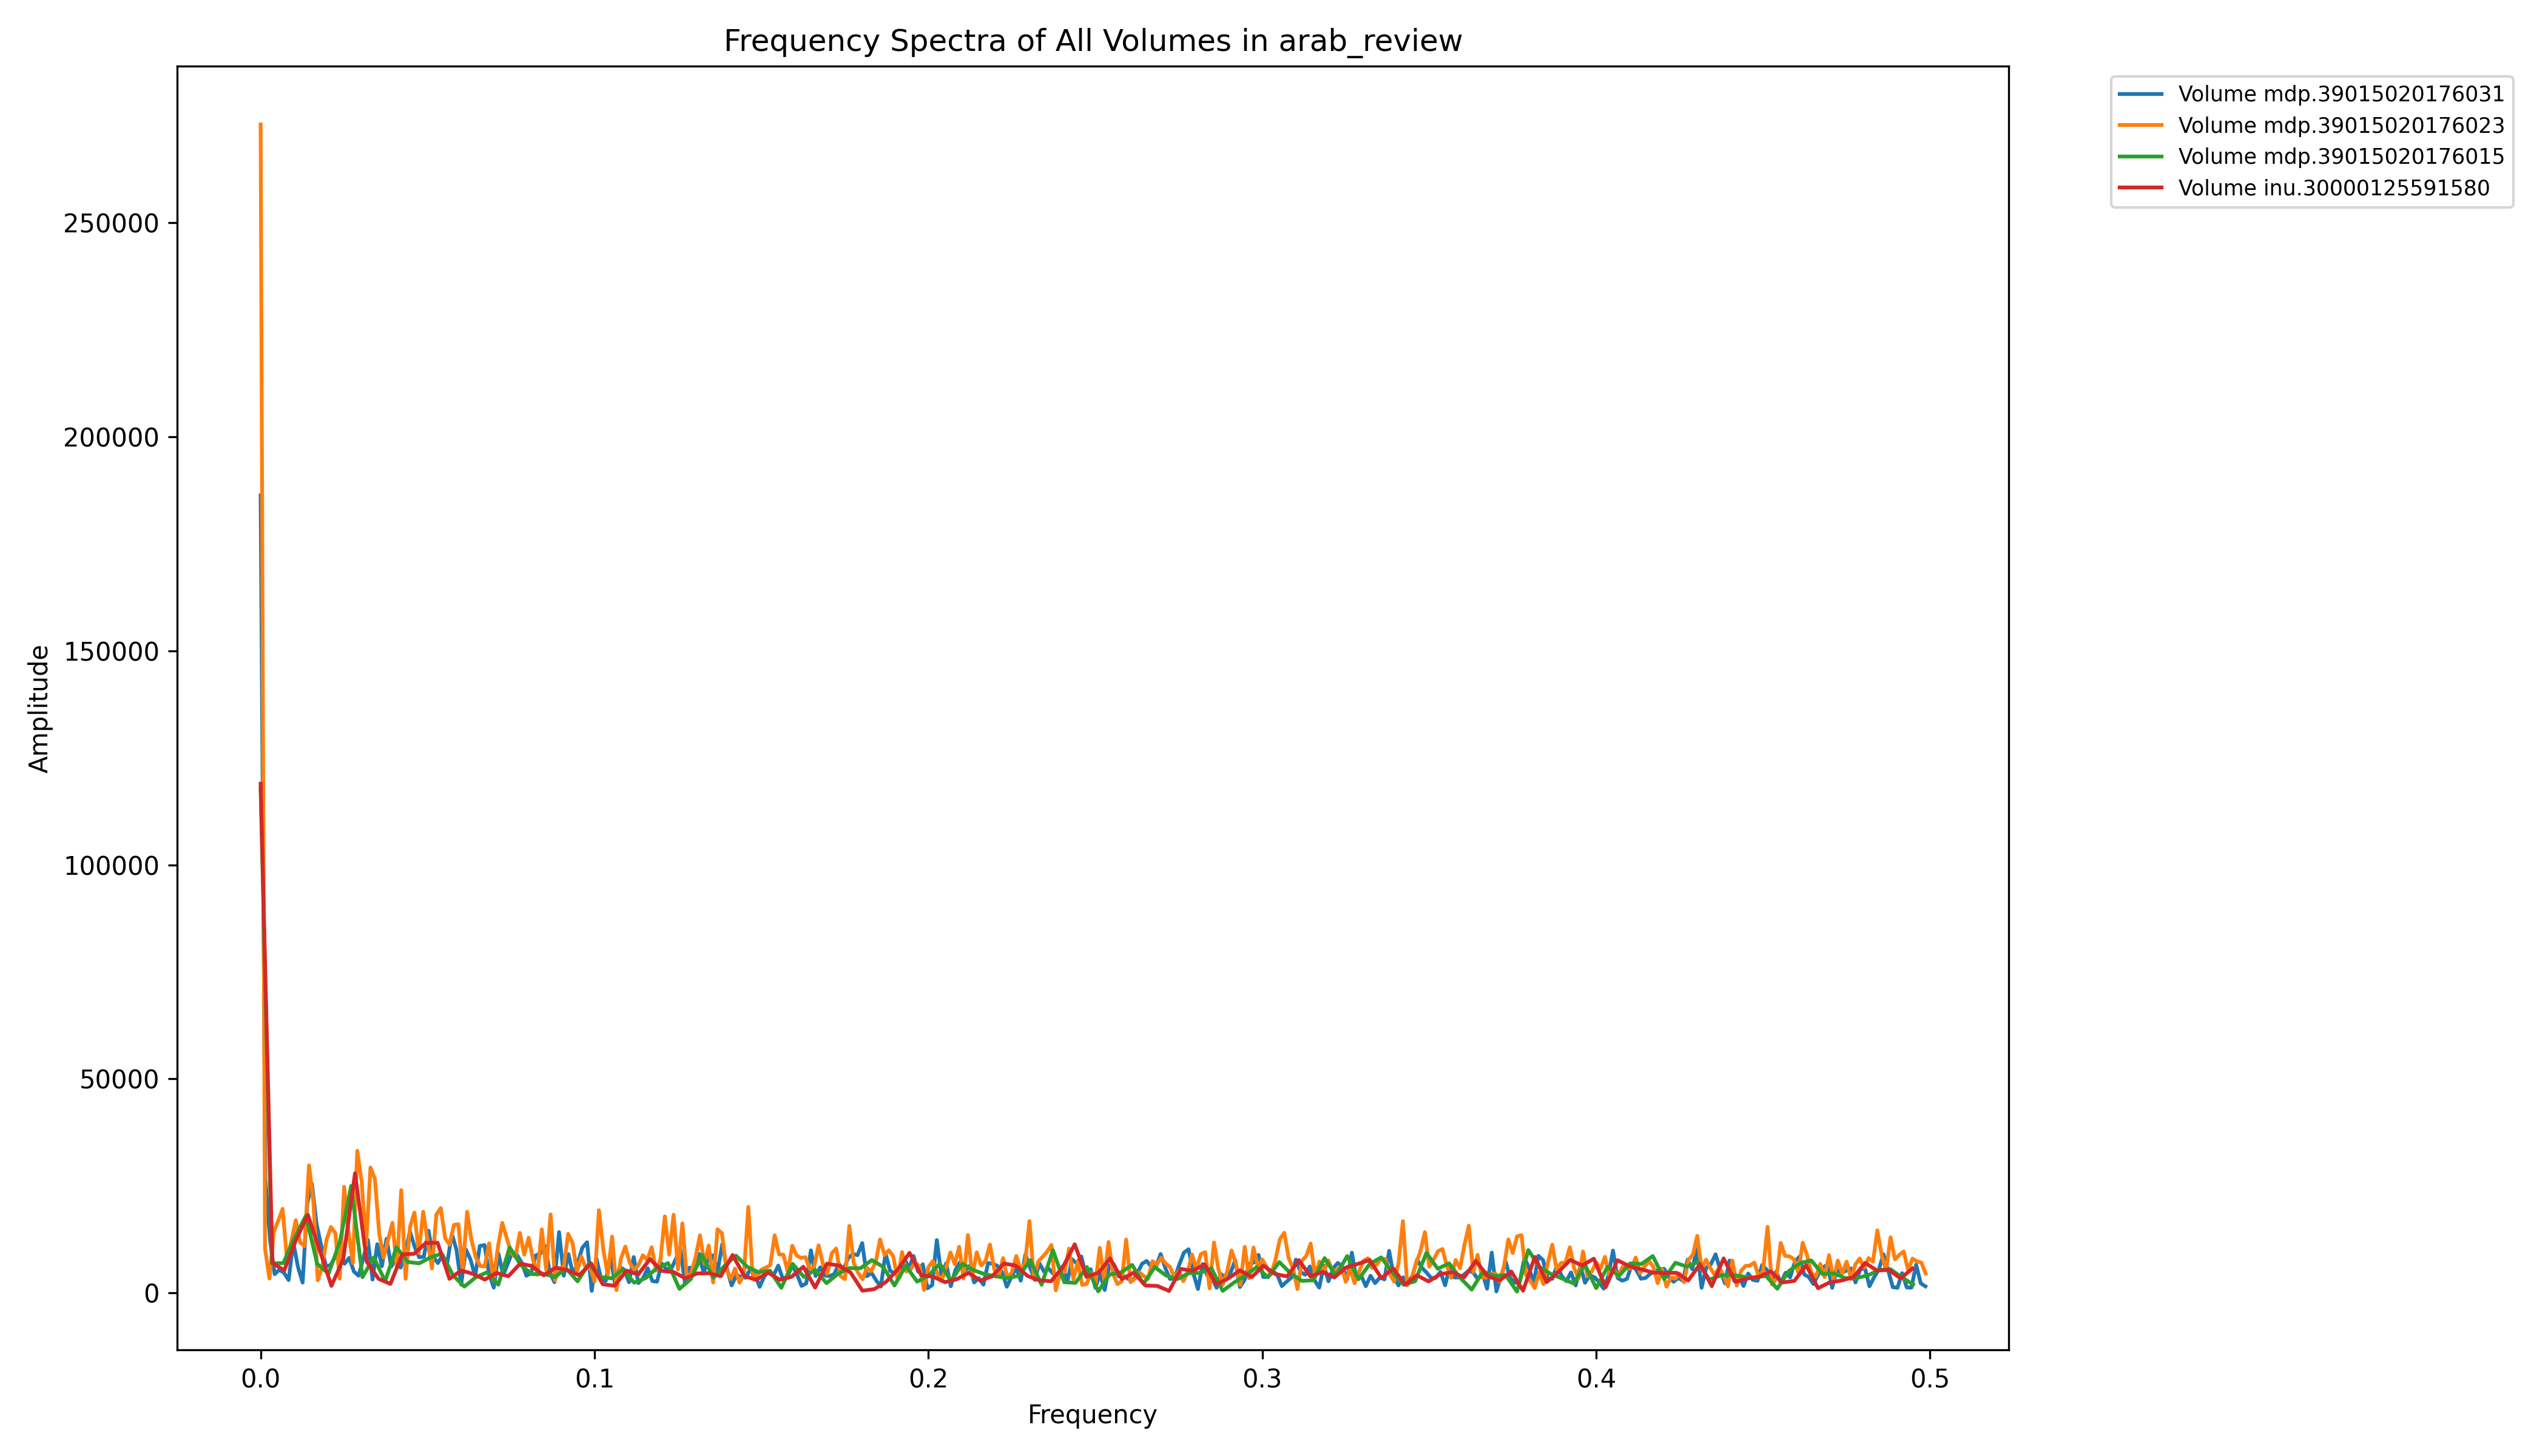 Frequency Spectra of All Volumes in arab_review
Volume mdp.39015020176031
Volume mdp.39015020176023
Volume mdp.39015020176015
Volume inu.30000125591580
Amplitude
250000
200000
150000
100000
50000
0
0.0 0.1 0.2 0.3 0.4 0.5
Frequency